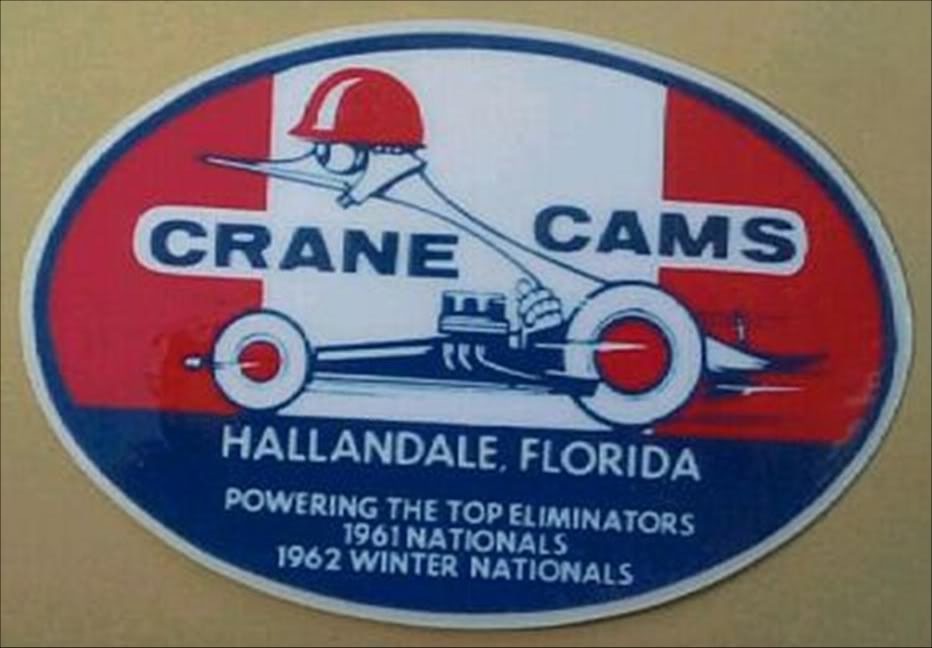 CRANE CAMS
HALLANDALE, FLORIDA
POWERING THE TOP ELIMINATORS
1961 NATIONALS
1962 WINTER NATIONALS